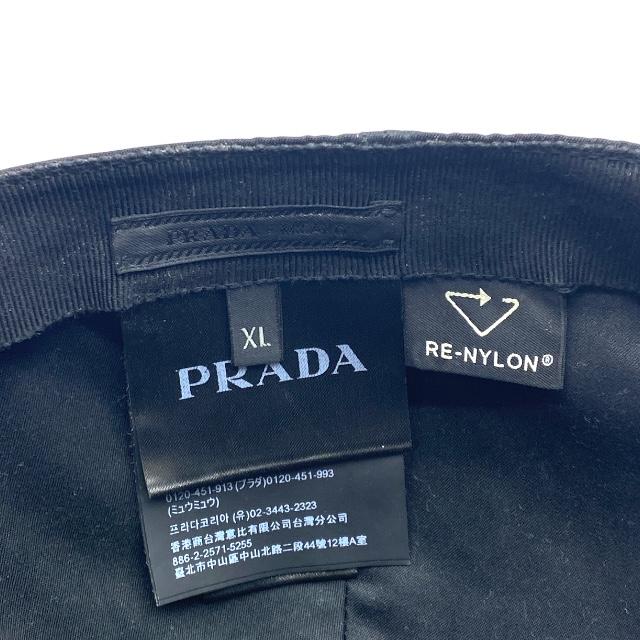 PRADA MILANO
XL
PRADA
RE-NYLON®
0120-451-913 (プラダ)0120-451-993
(ミュウミュウ)
프라다코리아 (유)02-3443-2323
香港商台灣意比有限公司台灣分公司
886-2-2571-5255
臺北市中山區中山北路二段44號12樓A室